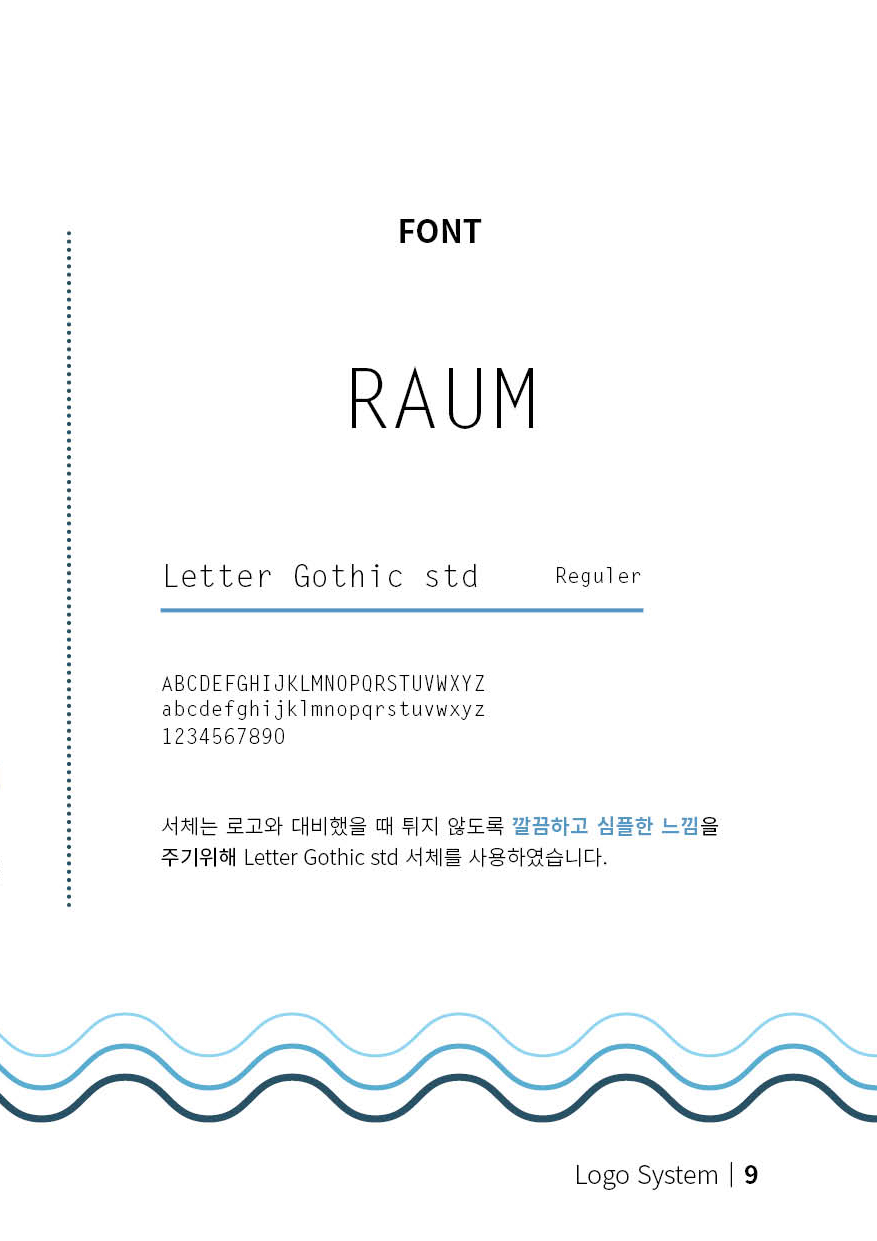 FONT
RAUM
Letter Gothic std Reguler
ABCDEFGHIJKLMNOPQRSTUVWXYZ
abcdefghijklmnopqrstuvwxyz
1234567890
서체는 로고와 대비했을 때 튀지 않도록 깔끔하고 심플한 느낌을
주기위해 Letter Gothic std 서체를 사용하였습니다.
Logo System | 9